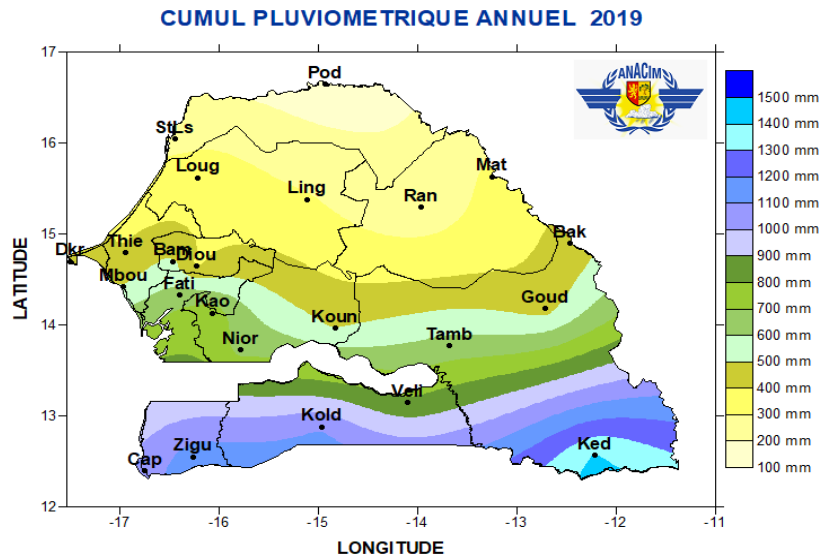 CUMUL PLUVIOMETRIQUE ANNUEL 2019
17
16
15
14
13
12
LATITUDE
-17
-16
-15
-14
-13
-12
-11
LONGITUDE
ANACIM
Pod
StLs
Loug
Ling
Ran
Mat
Bak
Dkr
Thie
Bam
Diou
Mbou
Fati
Kao
Koun
Goud
Nior
Tamb
Veli
Kold
Zigu
Cap
Ked
1500 mm
1400 mm
1300 mm
1200 mm
1100 mm
1000 mm
900 mm
800 mm
700 mm
600 mm
500 mm
400 mm
300 mm
200 mm
100 mm